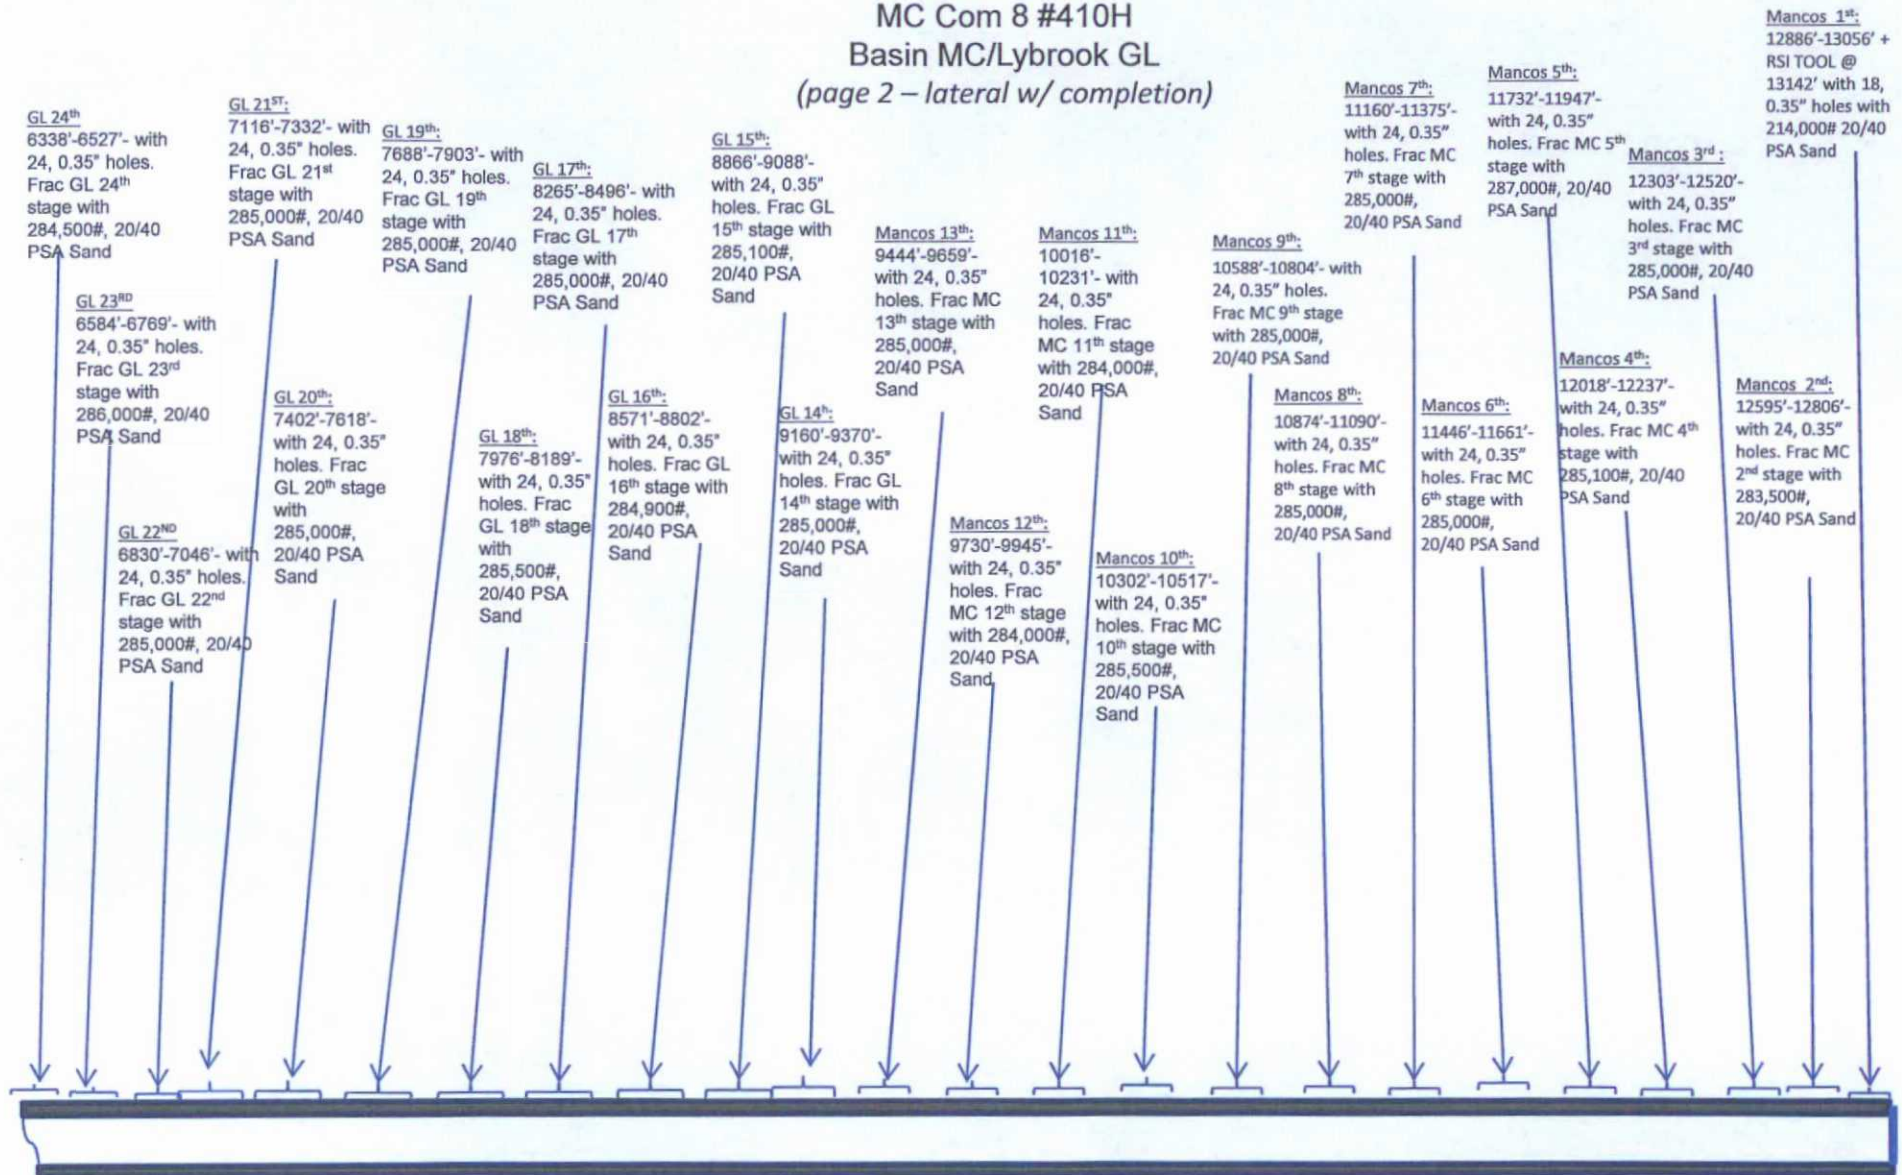 MC Com 8 #410H
Basin MC/Lybrook GL
(page 2 – lateral w/ completion)
GL 24th
6338'-6527'- with
24, 0.35" holes.
Frac GL 24th
stage with
284,500#, 20/40
PSA Sand
GL 23RD
6584'-6769'- with
24, 0.35" holes.
Frac GL 23rd
stage with
286,000#, 20/40
PSA Sand
GL 22ND
6830'-7046'- with
24, 0.35" holes.
Frac GL 22nd
stage with
285,000#, 20/40
PSA Sand
GL 21ST:
7116'-7332'- with
24, 0.35" holes.
Frac GL 21st
stage with
285,000#, 20/40
PSA Sand
GL 20th:
7402'-7618'-
with 24, 0.35"
holes. Frac
GL 20th stage
with
285,000#,
20/40 PSA
Sand
GL 19th:
7688'-7903'- with
24, 0.35" holes.
Frac GL 19th
stage with
285,000#, 20/40
PSA Sand
GL 18th:
7976'-8189'-
with 24, 0.35"
holes. Frac
GL 18th stage
with
285,500#,
20/40 PSA
Sand
GL 17th:
8265'-8496'- with
24, 0.35" holes.
Frac GL 17th
stage with
285,000#, 20/40
PSA Sand
GL 16th:
8571'-8802'-
with 24, 0.35"
holes. Frac GL
16th stage with
284,900#,
20/40 PSA
Sand
GL 15th:
8866'-9088'-
with 24, 0.35"
holes. Frac GL
15th stage with
285,100#,
20/40 PSA
Sand
GL 14h:
9160'-9370'-
with 24, 0.35"
holes. Frac GL
14th stage with
285,000#,
20/40 PSA
Sand
Mancos 13th:
9444'-9659'-
with 24, 0.35"
holes. Frac MC
13th stage with
285,000#,
20/40 PSA
Sand
Mancos 12th:
9730'-9945'-
with 24, 0.35"
holes. Frac
MC 12th stage
with 284,000#,
20/40 PSA
Sand
Mancos 11th:
10016'-
10231'- with
24, 0.35"
holes. Frac
MC 11th stage
with 284,000#,
20/40 PSA
Sand
Mancos 10th:
10302'-10517'-
with 24, 0.35"
holes. Frac MC
10th stage with
285,500#,
20/40 PSA
Sand
Mancos 9th:
10588'-10804'- with
24, 0.35" holes.
Frac MC 9th stage
with 285,000#,
20/40 PSA Sand
Mancos 8th:
10874'-11090'-
with 24, 0.35"
holes. Frac MC
8th stage with
285,000#,
20/40 PSA Sand
Mancos 7th:
11160'-11375'-
with 24, 0.35"
holes. Frac MC
7th stage with
285,000#,
20/40 PSA Sand
Mancos 6th:
11446'-11661'-
with 24, 0.35"
holes. Frac MC
6th stage with
285,000#,
20/40 PSA Sand
Mancos 5th:
11732'-11947'-
with 24, 0.35"
holes. Frac MC 5th
stage with
287,000#, 20/40
PSA Sand
Mancos 4th:
12018'-12237'-
with 24, 0.35"
holes. Frac MC 4th
stage with
285,100#, 20/40
PSA Sand
Mancos 3rd :
12303'-12520'-
with 24, 0.35"
holes. Frac MC
3rd stage with
285,000#, 20/40
PSA Sand
Mancos 2nd:
12595'-12806'-
with 24, 0.35"
holes. Frac MC
2nd stage with
283,500#,
20/40 PSA Sand
Mancos 1st:
12886'-13056' +
RSI TOOL @
13142' with 18,
0.35" holes with
214,000# 20/40
PSA Sand